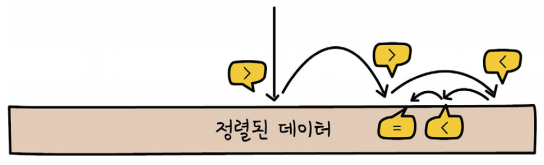 > > <
정렬된 데이터 = <